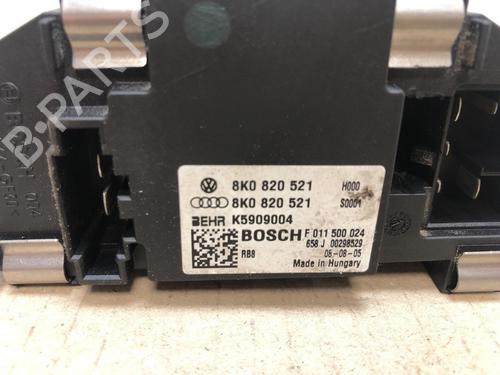 B-PARTS
8K0 820 521 H000
8K0 820 521 S0001
BEHR K5909004
BOSCH F 011 500 024
658 J 00298529
RB8 08-08-05
Made in Hungary